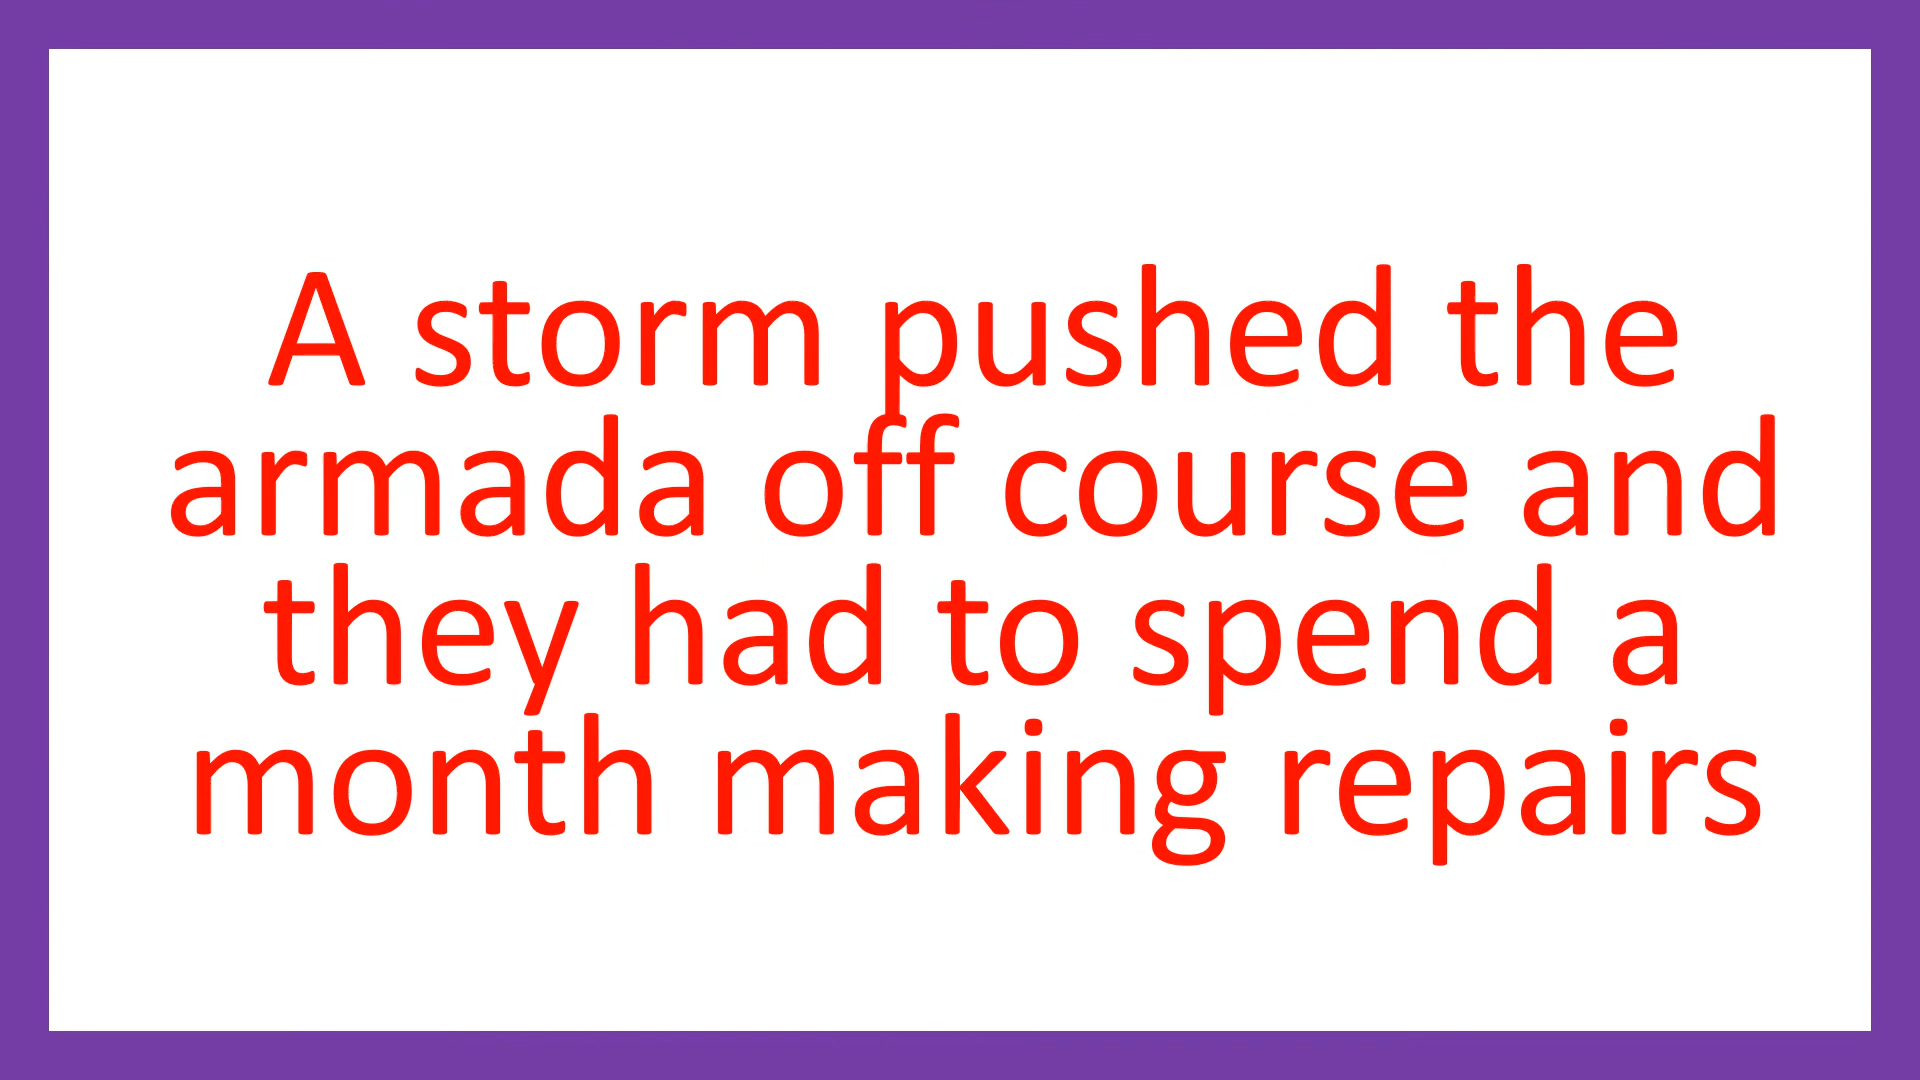 A storm pushed the
armada off course and
they had to spend a
month making repairs